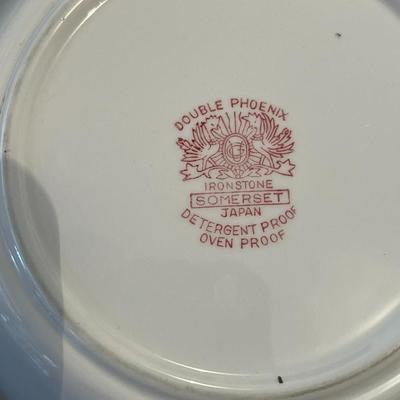 DOUBLE PHOENIX
IRONSTONE
SOMERSET
JAPAN
DETERGENT PROOF
OVEN PROOF